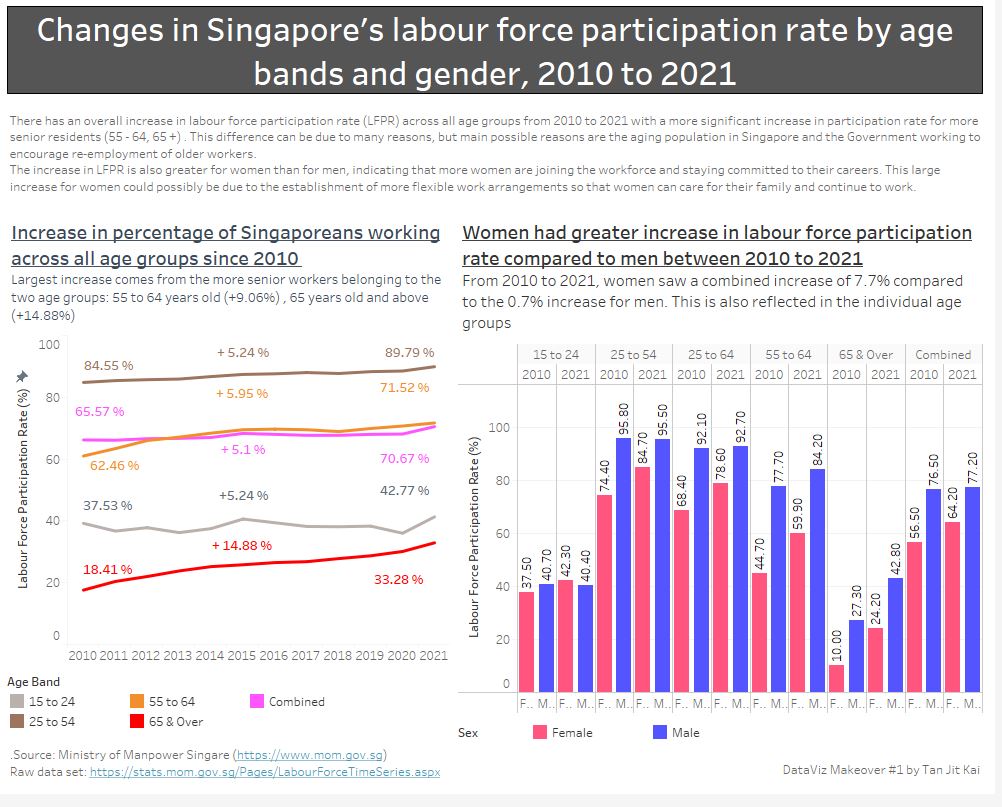 Changes in Singapore's labour force participation rate by age
bands and gender, 2010 to 2021
There has an overall increase in labour force participation rate (LFPR) across all age groups from 2010 to 2021 with a more significant increase in participation rate for more
senior residents (55 - 64, 65 +) . This difference can be due to many reasons, but main possible reasons are the aging population in Singapore and the Government working to
encourage re-employment of older workers.
The increase in LFPR is also greater for women than for men, indicating that more women are joining the workforce and staying committed to their careers. This large
increase for women could possibly be due to the establishment of more flexible work arrangements so that women can care for their family and continue to work.
Increase in percentage of Singaporeans working
across all age groups since 2010
Largest increase comes from the more senior workers belonging to the
two age groups: 55 to 64 years old (+9.06%) , 65 years old and above
(+14.88%)
100
80
60
40
20
0
Labour Force Participation Rate (%)
84.55 %
+ 5.24 %
89.79 %
+ 5.95 %
71.52 %
65.57 %
62.46 %
+ 5.1 %
70.67 %
37.53 %
+5.24 %
42.77 %
18.41 %
+ 14.88 %
33.28 %
2010 2011 2012 2013 2014 2015 2016 2017 2018 2019 2020 2021
Age Band
15 to 24
55 to 64
Combined
25 to 54
65 & Over
Women had greater increase in labour force participation
rate compared to men between 2010 to 2021
From 2010 to 2021, women saw a combined increase of 7.7% compared
to the 0.7% increase for men. This is also reflected in the individual age
groups
15 to 24 25 to 54 25 to 64 55 to 64 65 & Over Combined
2010 2021 2010 2021 2010 2021 2010 2021 2010 2021 2010 2021
100
80
60
40
20
0
Labour Force Participation Rate (%)
37.50 40.70 42.30 40.40 74.40 95.80 84.70 95.50 68.40 92.10 78.60 92.70 44.70 77.70 59.90 84.20 10.00 27.30 24.20 42.80 56.50 76.50 64.20 77.20
F.. M.. F.. M.. F.. M.. F.. M.. F.. M.. F.. M.. F.. M.. F.. M.. F.. M.. F.. M.. F.. M.. F.. M..
Sex
Female
Male
.Source: Ministry of Manpower Singare (https://www.mom.gov.sg)
Raw data set: https://stats.mom.gov.sg/Pages/LabourForceTimeSeries.aspx
DataViz Makeover #1 by Tan Jit Kai